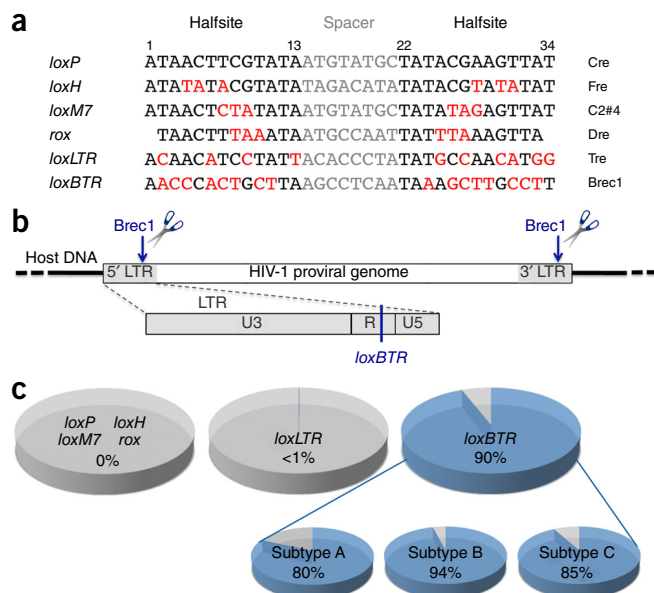 a
Halfsite Spacer Halfsite
1 13 22 34
loxP ATAACTTCGTATAATGTATGCTATACGAAGTTAT Cre
loxH ATATATACGTATATAGACATATATACGTATATAT Fre
loxM7 ATAACTCTATATAATGTATGCTATATAGAGTTAT C2#4
rox TAACTTTAAATAATGCCAATTATTTAAAGTTA Dre
loxLTR ACAACATCCTATTACACCCTATATGCCAACATGG Tre
loxBTR AACCCACTGCTTAAGCCTCAATAAAGCTTGCCTT Brec1
b
Brec1 Brec1
Host DNA
5′ LTR HIV-1 proviral genome 3′ LTR
LTR
U3 R U5
loxBTR
c
loxP loxH
loxM7 rox
0%
loxLTR
<1%
loxBTR
90%
Subtype A
80%
Subtype B
94%
Subtype C
85%